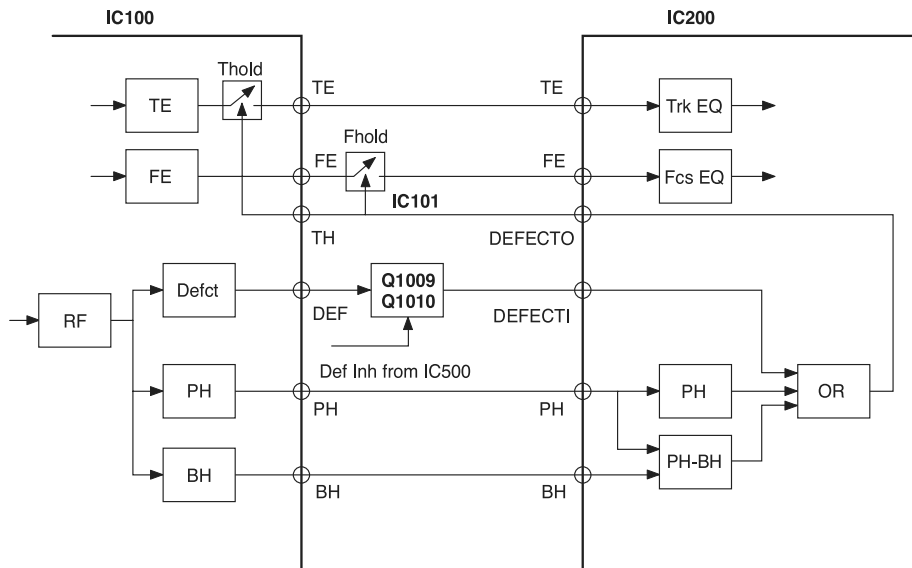 IC100 IC200
Thold
TE TE TE Trk EQ
Fhold
FE FE FE Fcs EQ
IC101
TH DEFECTO
Defct Q1009
Q1010
RF DEF DEFECTI
Def Inh from IC500
PH PH PH PH OR
PH-BH
BH BH BH